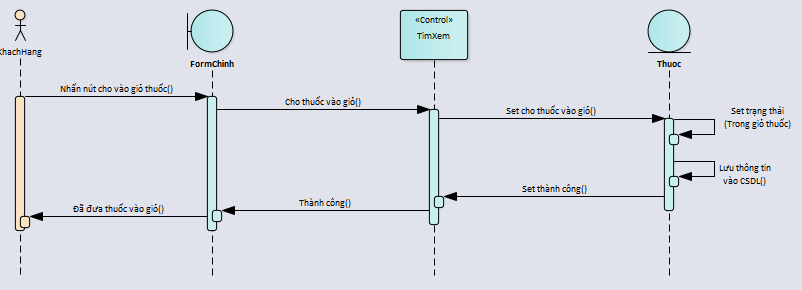 «Control»
TimXem
KhachHang
FormChinh
Thuoc
Nhấn nút cho vào giỏ thuốc()
Cho thuốc vào giỏ()
Set cho thuốc vào giỏ()
Set trạng thái
(Trong giỏ thuốc)
Lưu thông tin
vào CSDL()
Set thành công()
Thành công()
Đã đưa thuốc vào giỏ()